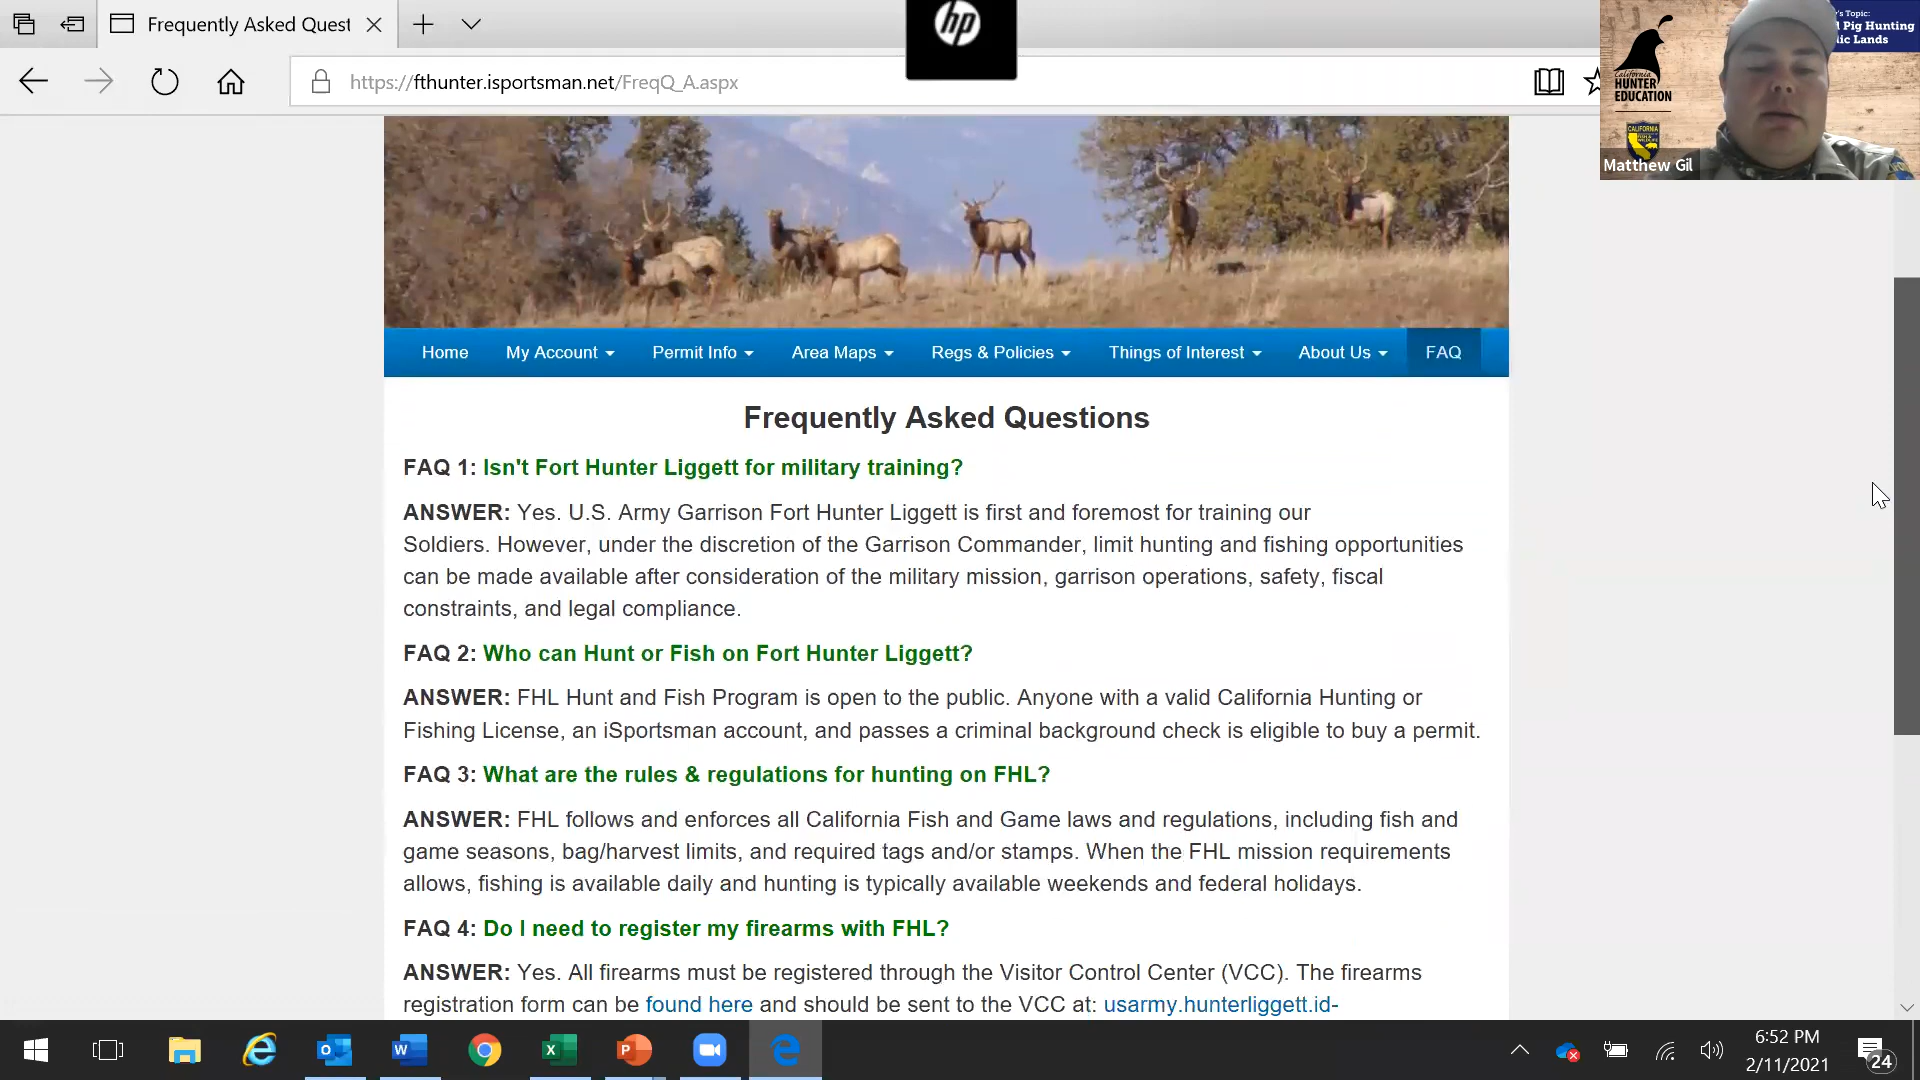 Frequently Asked Quest
hp
's Topic:
d Pig Hunting
lic Lands
https://fthunter.isportsman.net/FreqQ_A.aspx
California
HUNTER
EDUCATION
CALIFORNIA
Matthew Gil
Home My Account Permit Info Area Maps Regs & Policies Things of Interest About Us FAQ
Frequently Asked Questions
FAQ 1: Isn't Fort Hunter Liggett for military training?
ANSWER: Yes. U.S. Army Garrison Fort Hunter Liggett is first and foremost for training our
Soldiers. However, under the discretion of the Garrison Commander, limit hunting and fishing opportunities
can be made available after consideration of the military mission, garrison operations, safety, fiscal
constraints, and legal compliance.
FAQ 2: Who can Hunt or Fish on Fort Hunter Liggett?
ANSWER: FHL Hunt and Fish Program is open to the public. Anyone with a valid California Hunting or
Fishing License, an iSportsman account, and passes a criminal background check is eligible to buy a permit.
FAQ 3: What are the rules & regulations for hunting on FHL?
ANSWER: FHL follows and enforces all California Fish and Game laws and regulations, including fish and
game seasons, bag/harvest limits, and required tags and/or stamps. When the FHL mission requirements
allows, fishing is available daily and hunting is typically available weekends and federal holidays.
FAQ 4: Do I need to register my firearms with FHL?
ANSWER: Yes. All firearms must be registered through the Visitor Control Center (VCC). The firearms
registration form can be found here and should be sent to the VCC at: usarmy.hunterliggett.id-
6:52 PM
2/11/2021
24